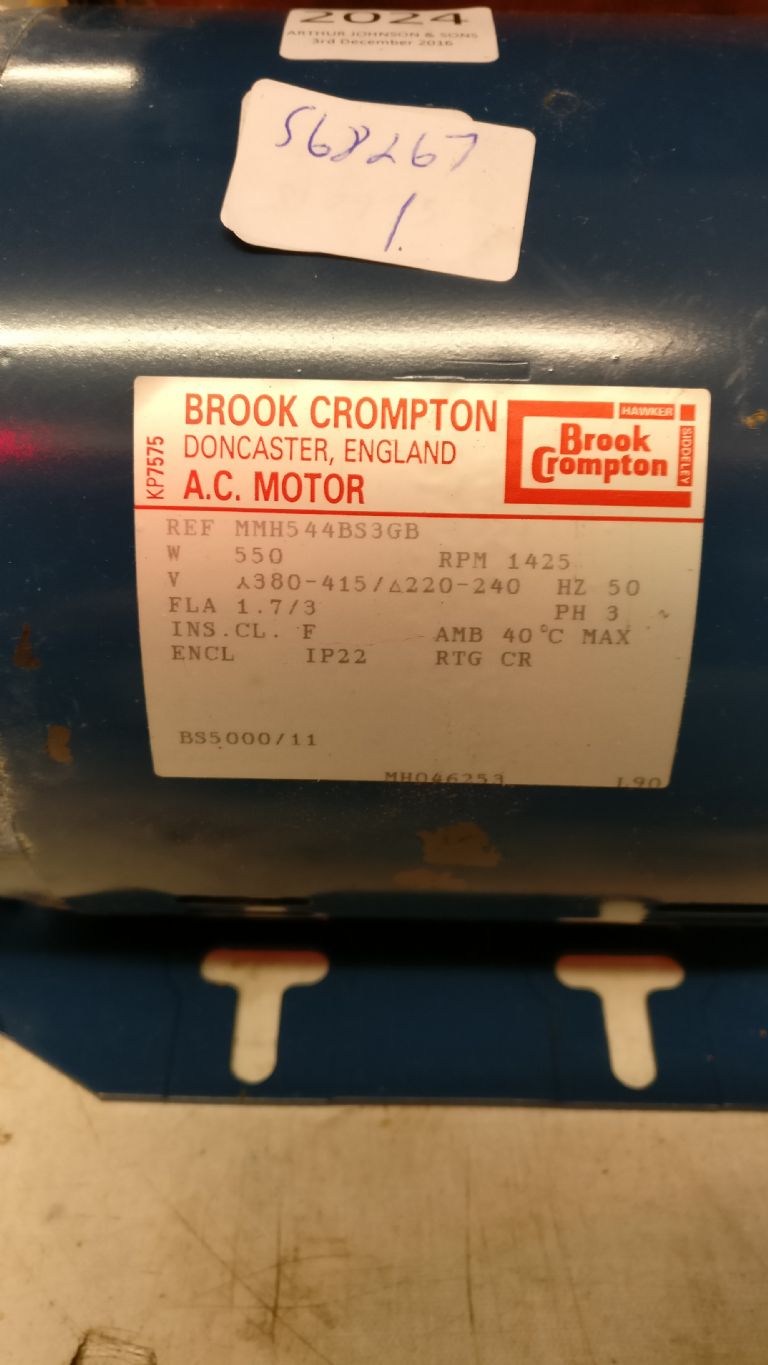 2024
ARTHUR JOHNSON & SONS
3rd December 2016
568267
1.
KP7575
BROOK CROMPTON
DONCASTER, ENGLAND
A.C. MOTOR
HAWKER
SIDDELEY
Brook
Crompton
REF MMH544BS3GB
W 550 RPM 1425
V ⅄380-415/△220-240 HZ 50
FLA 1.7/3 PH 3 ~
INS.CL. F AMB 40°C MAX
ENCL IP22 RTG CR
BS5000/11
MH046253 L90